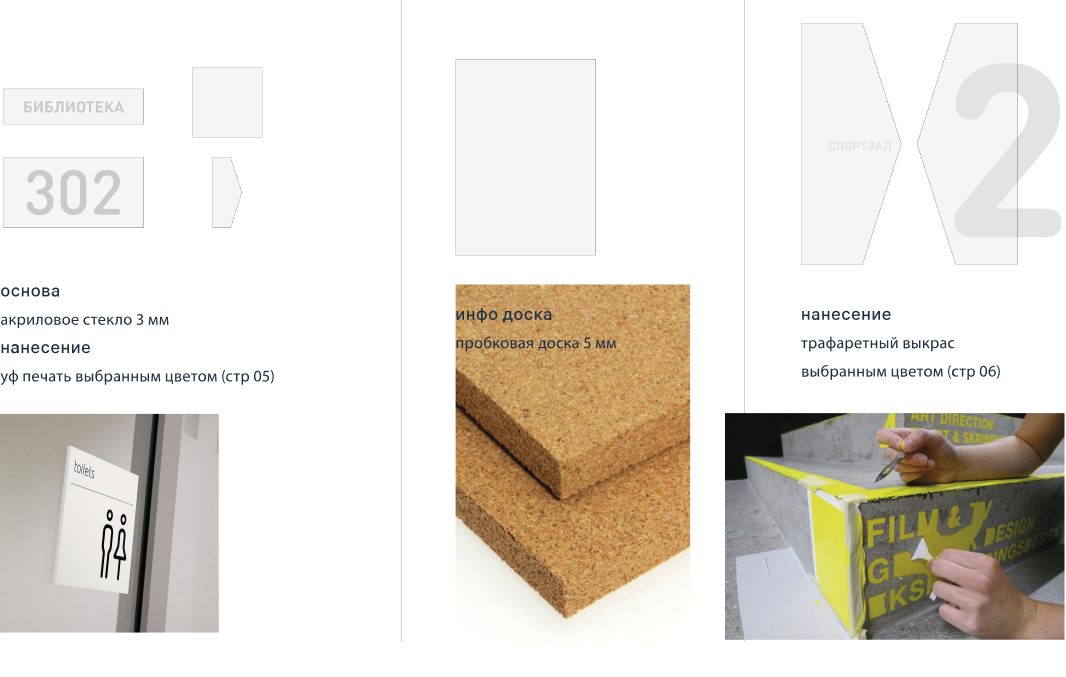 БИБЛИОТЕКА
302
основа
акриловое стекло 3 мм
нанесение
уф печать выбранным цветом (стр 05)
toilets
инфо доска
пробковая доска 5 мм
СПОРТЗАЛ
2
нанесение
трафаретный выкрас
выбранным цветом (стр 06)
ART DIRECTION
& SKRIP
FILM &
DESIGN